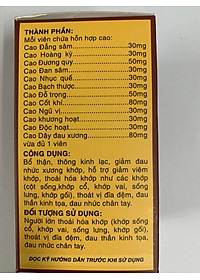 THÀNH PHẦN:
Mỗi viên chứa hỗn hợp cao:
Cao Đẳng sâm 30mg
Cao Hoàng kỳ 30mg
Cao Đương quy 50mg
Cao Đan sâm 30mg
Cao Nhục quế 30mg
Cao Bạch thược 30mg
Cao Đỗ trọng 50mg
Cao Cốt khí 80mg
Cao Ngũ vị 30mg
Cao khương hoạt 30mg
Cao Độc hoạt 30mg
Cao Dây đau xương 80mg
vừa đủ 1 viên
CÔNG DỤNG:
Bổ thận, thông kinh lạc, giảm đau
nhức xương khớp, hỗ trợ giảm viêm
khớp, thoái hóa khớp như các khớp
(cột sống,khớp cổ, khớp vai, sống
lưng, khớp gối), thoát vị đĩa đệm, đau
thần kinh tọa, đau nhức chân tay.
ĐỐI TƯỢNG SỬ DỤNG:
Người lớn thoái hóa khớp (khớp sống
cổ, khớp vai, sống lưng, khớp gối),
thoát vị đĩa đệm, đau thần kinh tọa,
đau nhức chân tay.
ĐỌC KỸ HƯỚNG DẪN TRƯỚC KHI SỬ DỤNG